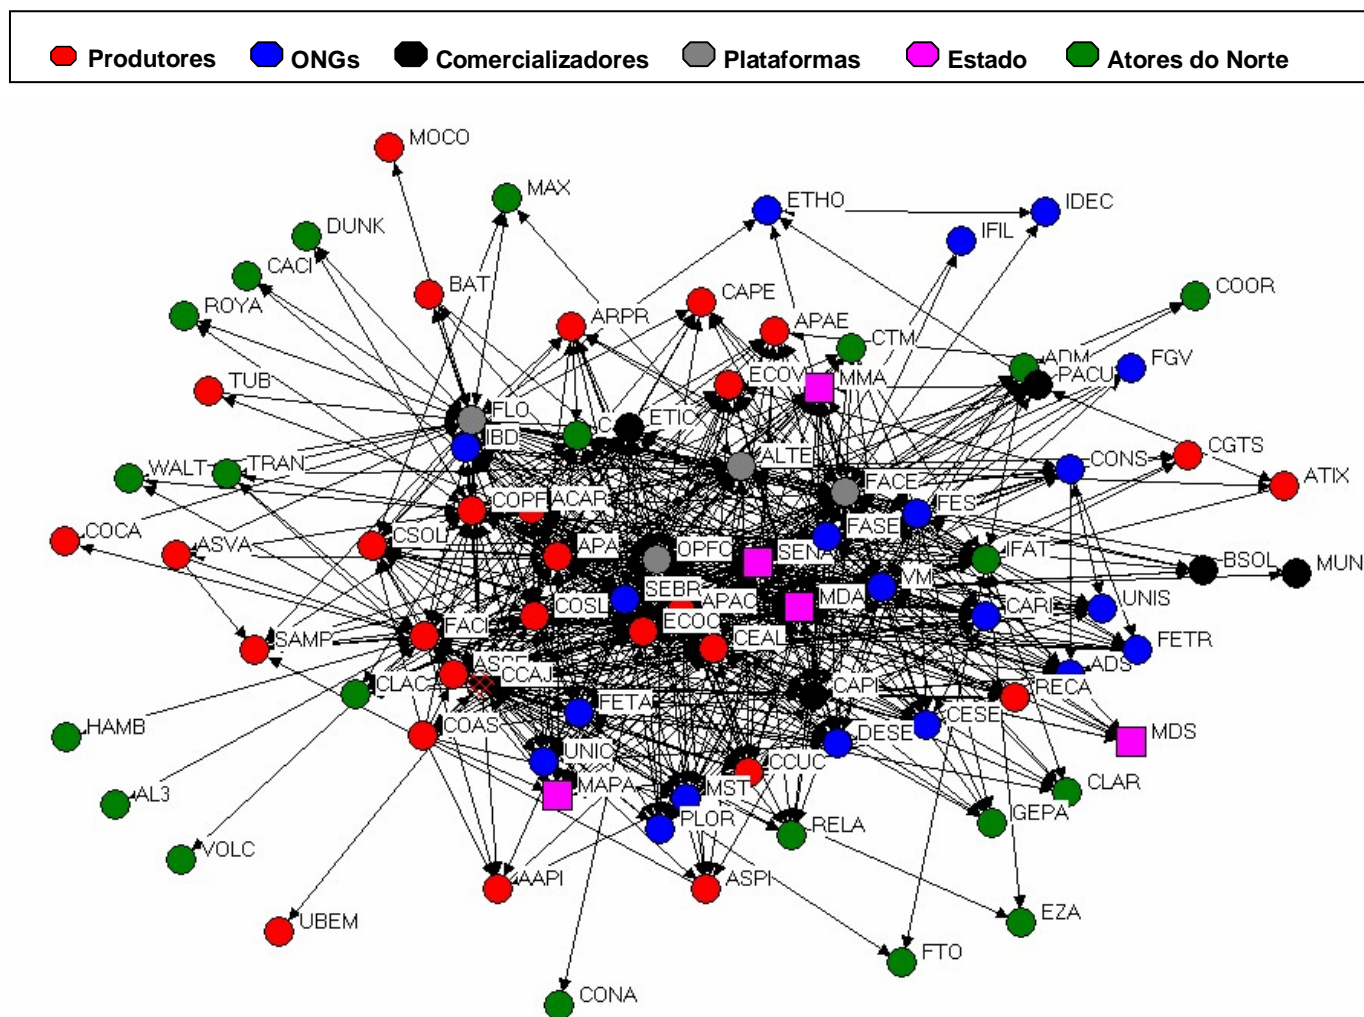 Produtores ONGs Comercializadores Plataformas Estado Atores do Norte
MOCO
MAX
ETHO
IDEC
DUNK
IFIL
CACI
BAT
CAPE
COOR
ROYA
ARPR
APAE
CTM
ADM
FGV
TUB
ECOV
MMA
PACU
FLO
C
ETIC
IBD
ALTE
CGTS
WALT
TRAN
FACE
CONS
ATIX
COPF
ACAR
FES
COCA
ASVA
CSOL
APA
OPFC
SENA
FASE
IFAT
BSOL
MUN
SEBR
VM
COSL
APAC
MDA
CARI
UNIS
SAMP
FACI
ECOC
CEAL
FETR
ASPF
CCAJ
ADS
CLAC
CAPI
RECA
HAMB
FETA
CESE
COAS
DESE
MDS
UNIC
CCUC
AL3
MAPA
MST
CLAR
VOLC
PLOR
RELA
GEPA
AAPI
ASPI
UBEM
EZA
FTO
CONA